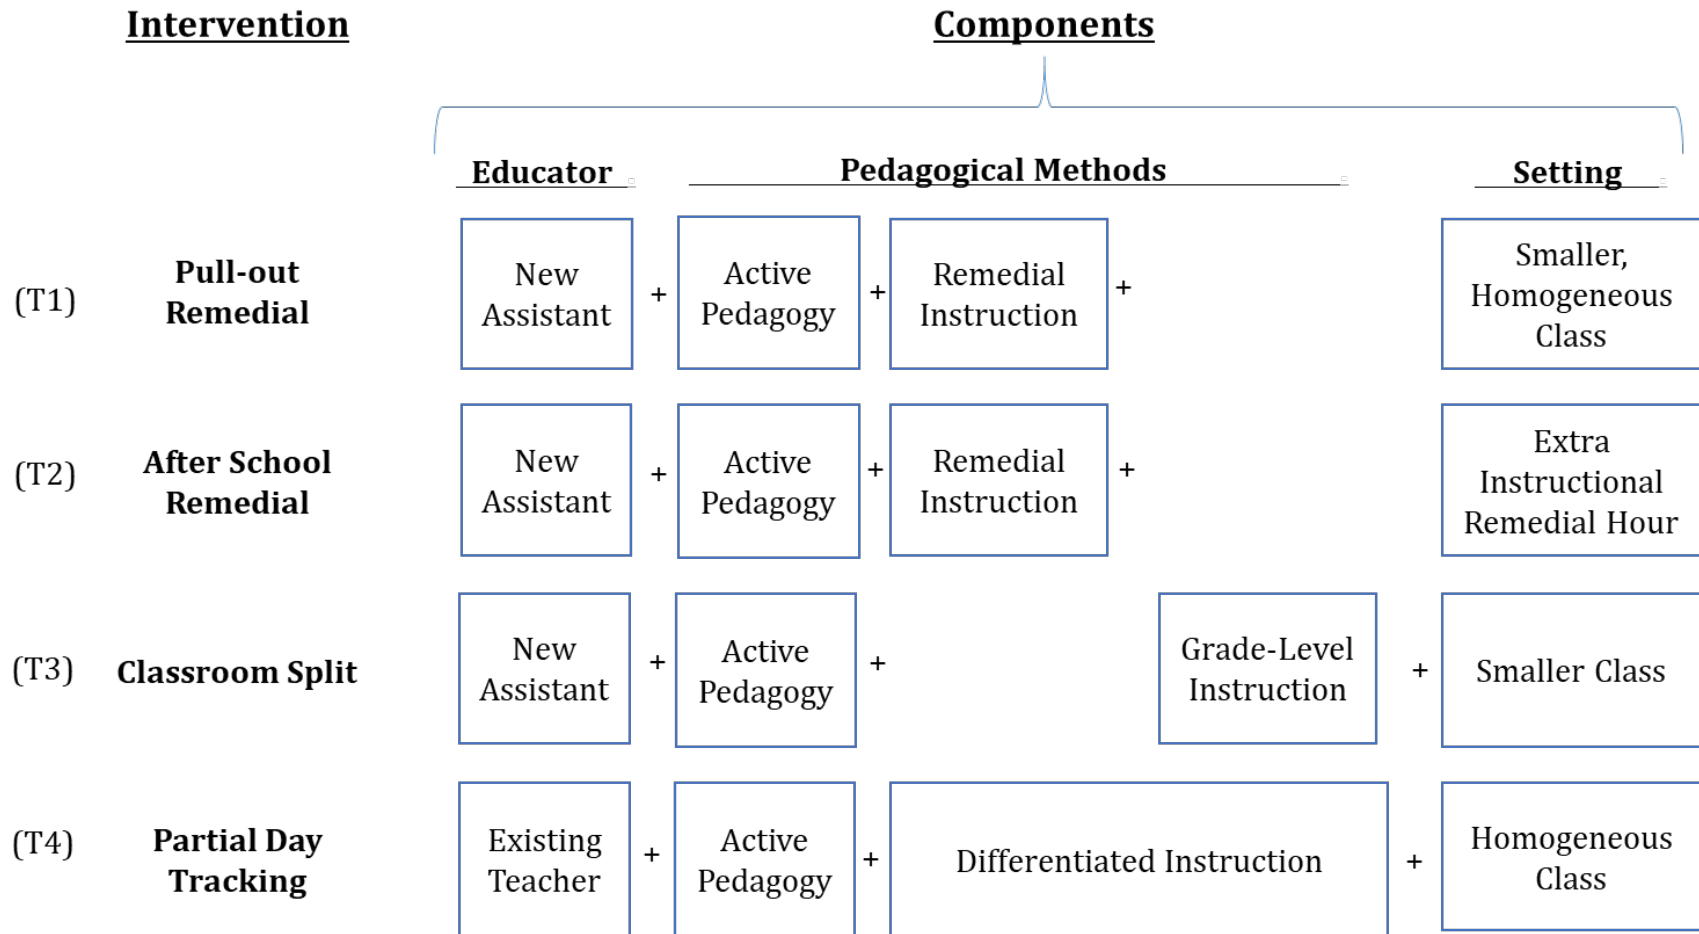 Intervention
Components
Educator
Pedagogical Methods
Setting
(T1)
Pull-out
Remedial
New
Assistant
+
Active
Pedagogy
+
Remedial
Instruction
+
Smaller,
Homogeneous
Class
(T2)
After School
Remedial
New
Assistant
+
Active
Pedagogy
+
Remedial
Instruction
+
Extra
Instructional
Remedial Hour
(T3)
Classroom Split
New
Assistant
+
Active
Pedagogy
+
Grade-Level
Instruction
+
Smaller Class
(T4)
Partial Day
Tracking
Existing
Teacher
+
Active
Pedagogy
+
Differentiated Instruction
+
Homogeneous
Class